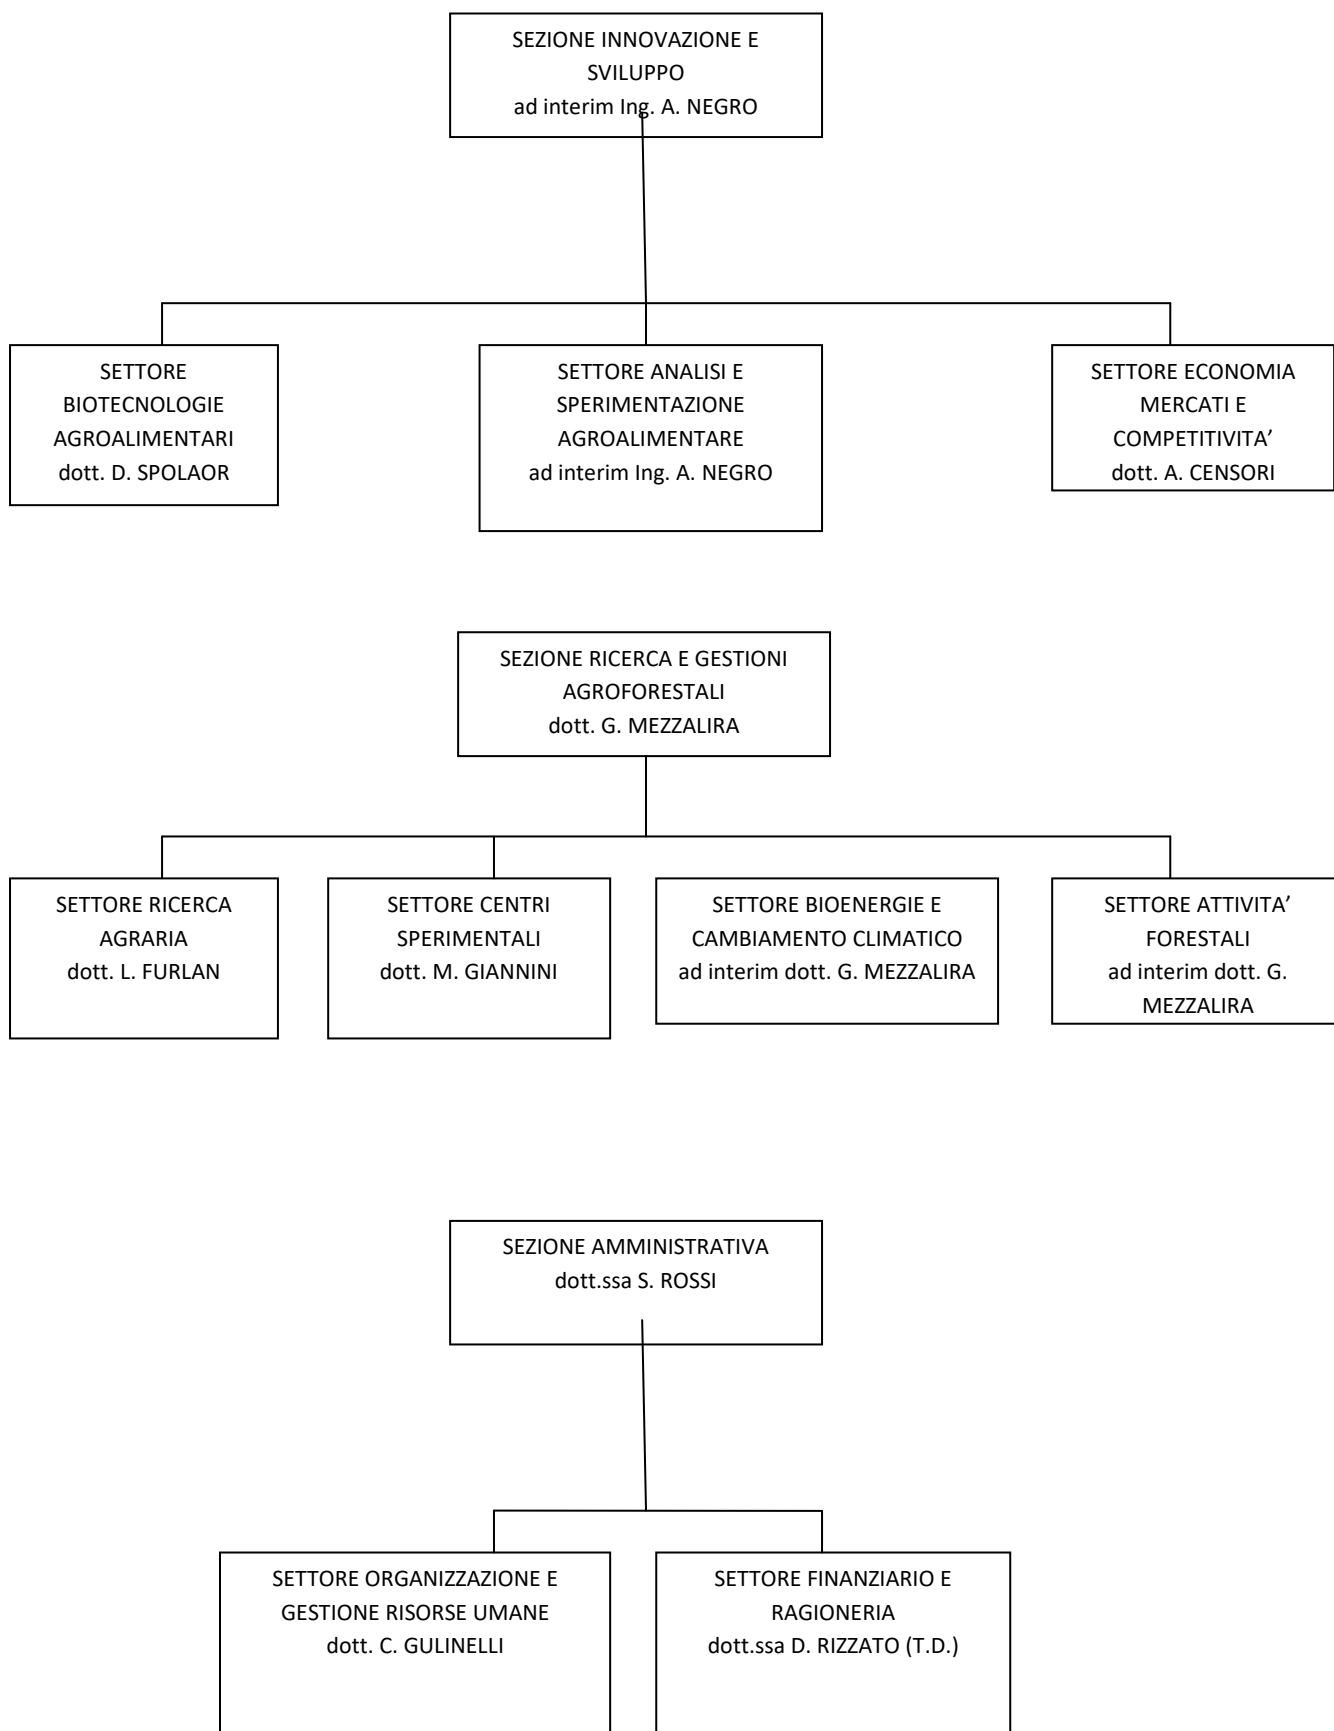 SEZIONE INNOVAZIONE E
SVILUPPO
ad interim Ing. A. NEGRO
SETTORE
BIOTECNOLOGIE
AGROALIMENTARI
dott. D. SPOLAOR
SETTORE ANALISI E
SPERIMENTAZIONE
AGROALIMENTARE
ad interim Ing. A. NEGRO
SETTORE ECONOMIA
MERCATI E
COMPETITIVITA’
dott. A. CENSORI
SEZIONE RICERCA E GESTIONI
AGROFORESTALI
dott. G. MEZZALIRA
SETTORE RICERCA
AGRARIA
dott. L. FURLAN
SETTORE CENTRI
SPERIMENTALI
dott. M. GIANNINI
SETTORE BIOENERGIE E
CAMBIAMENTO CLIMATICO
ad interim dott. G. MEZZALIRA
SETTORE ATTIVITA’
FORESTALI
ad interim dott. G.
MEZZALIRA
SEZIONE AMMINISTRATIVA
dott.ssa S. ROSSI
SETTORE ORGANIZZAZIONE E
GESTIONE RISORSE UMANE
dott. C. GULINELLI
SETTORE FINANZIARIO E
RAGIONERIA
dott.ssa D. RIZZATO (T.D.)